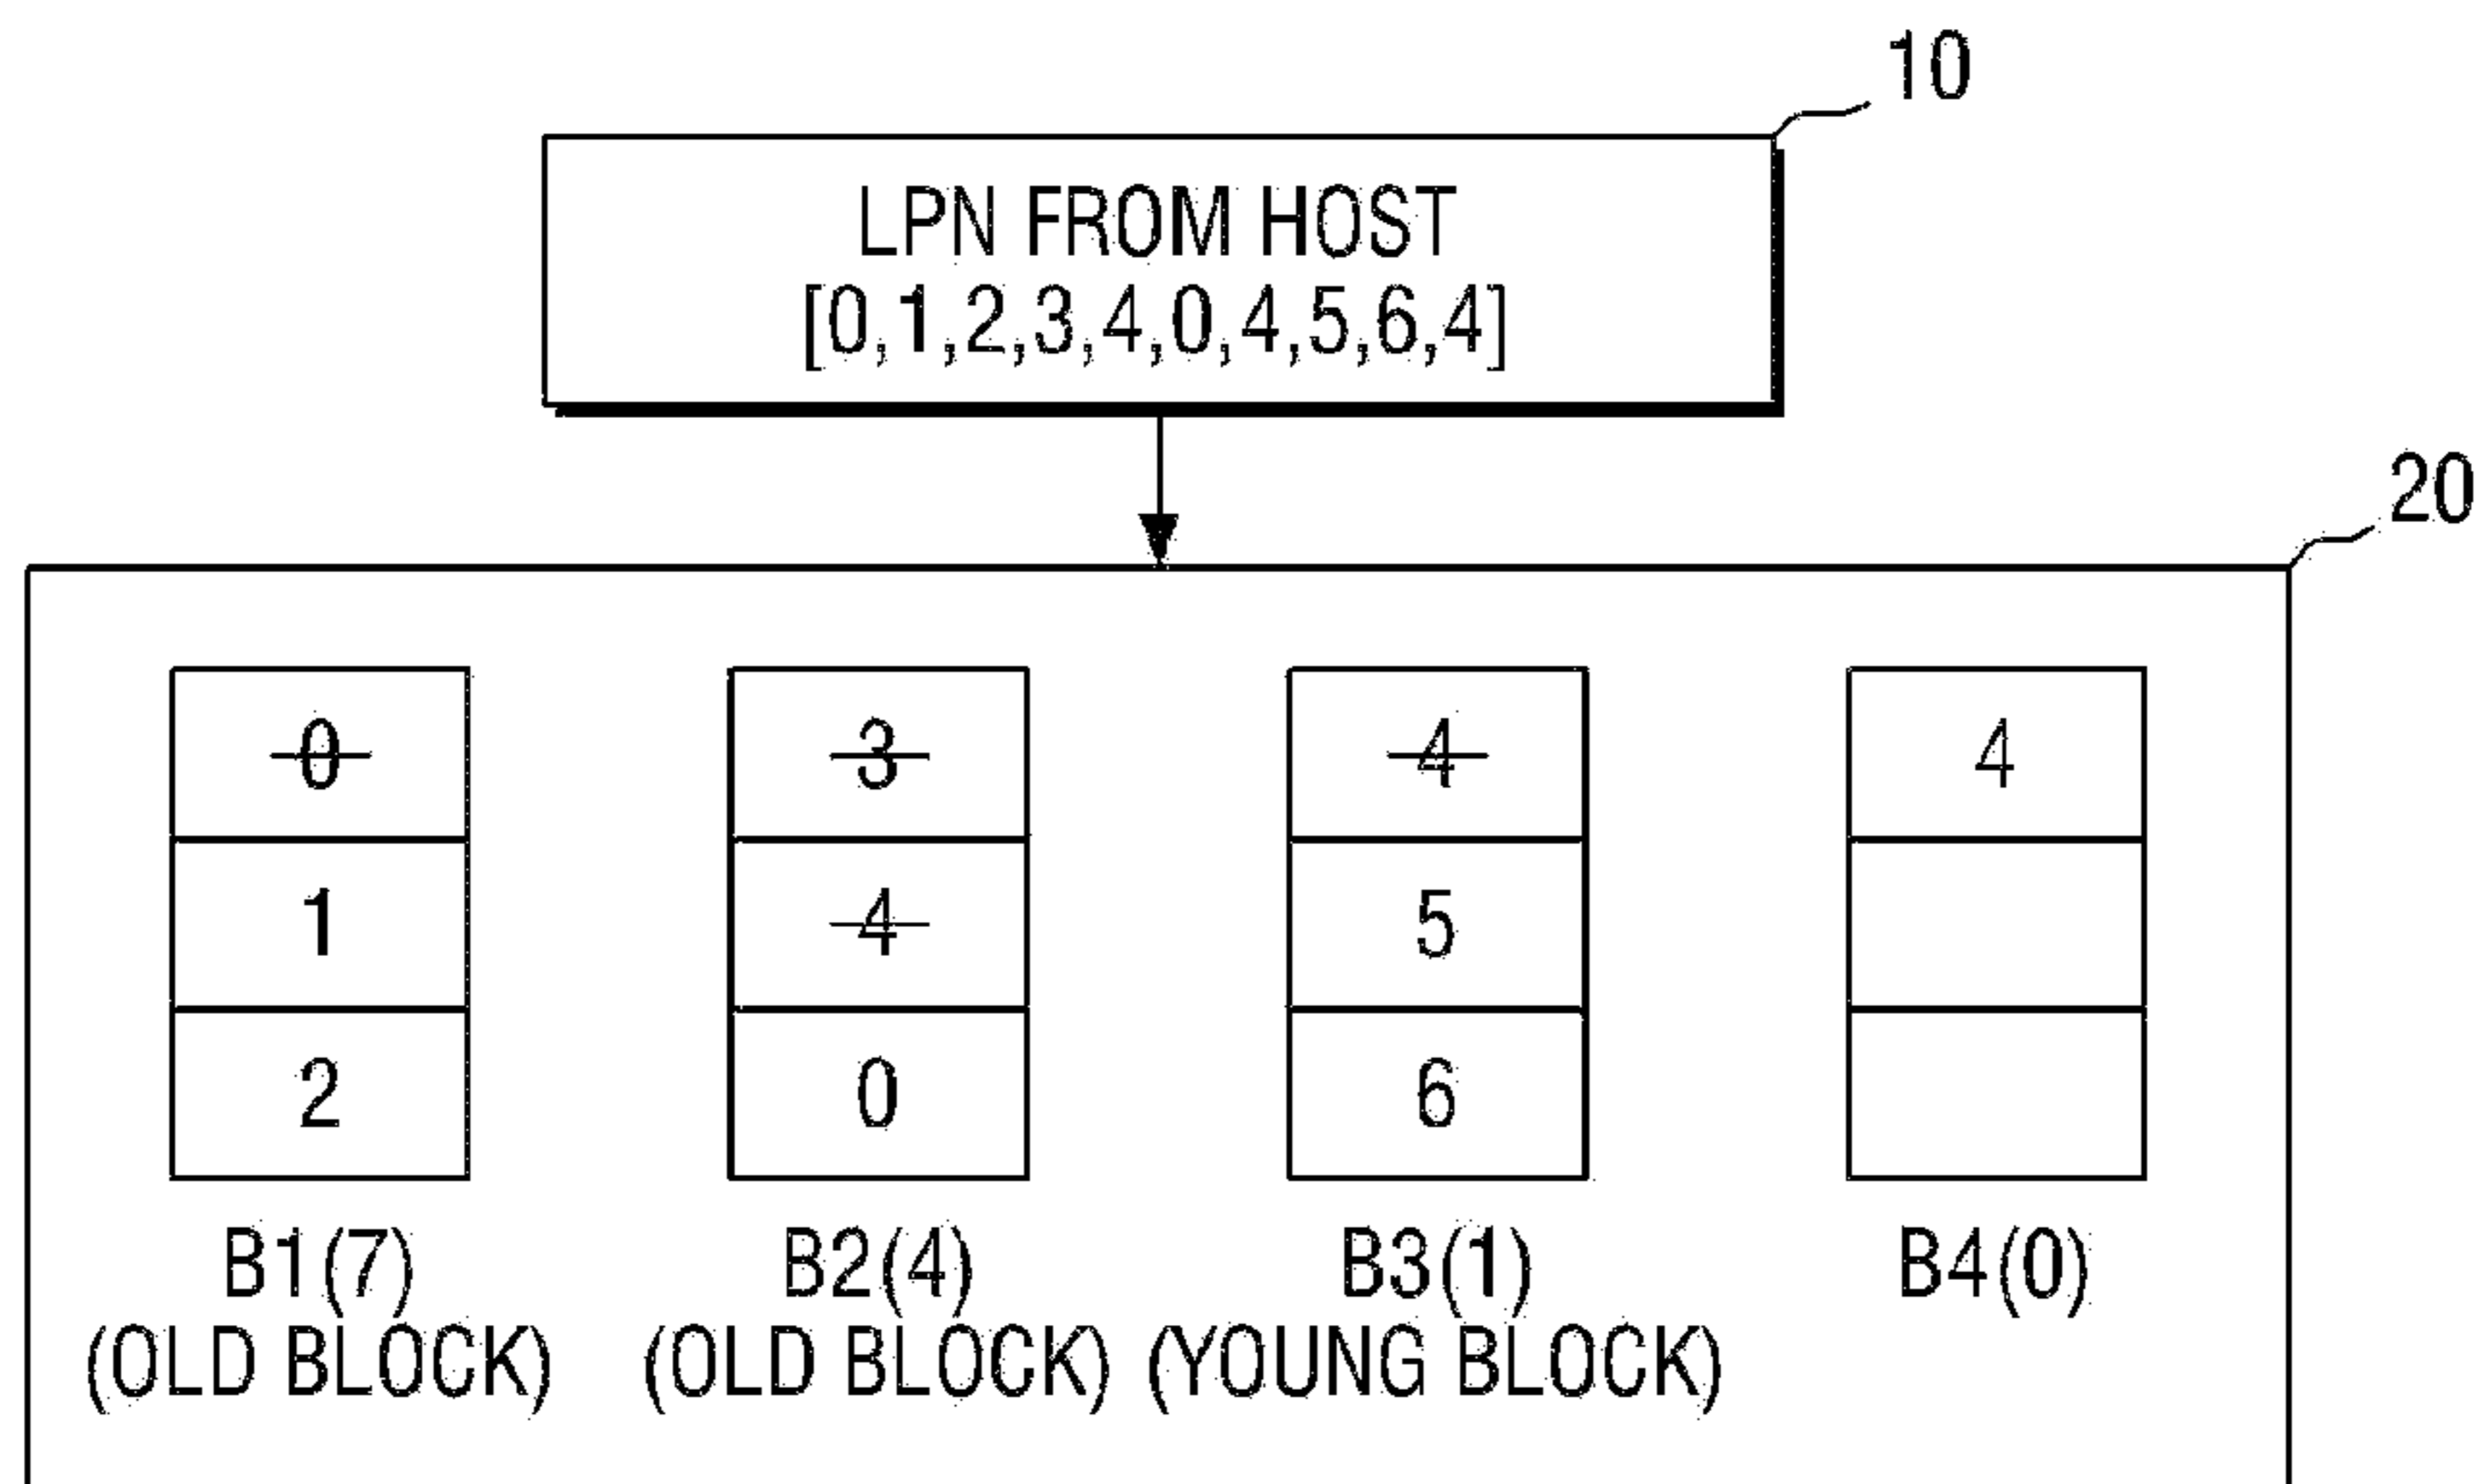 10
LPN FROM HOST
[0,1,2,3,4,0,4,5,6,4]
20
0 3 4 4
1 4 5
2 0 6
B1(7) B2(4) B3(1) B4(0)
(OLD BLOCK) (OLD BLOCK) (YOUNG BLOCK)